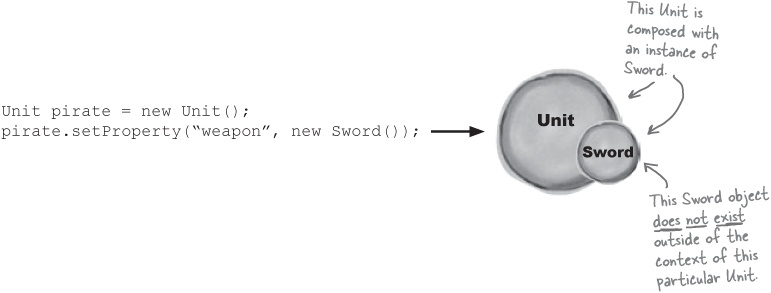 Unit pirate = new Unit();
pirate.setProperty(“weapon”, new Sword());
This Unit is
composed with
an instance of
Sword.
Unit
Sword
This Sword object
does not exist
outside of the
context of this
particular Unit.